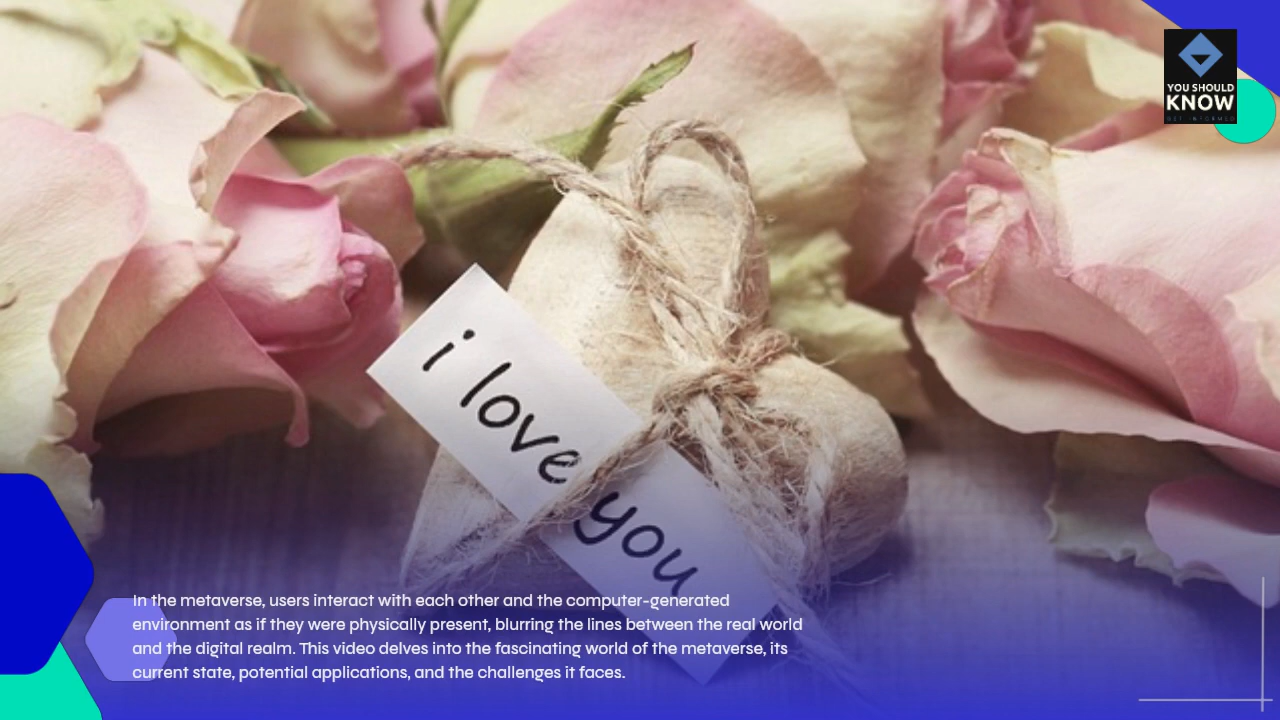 YOU SHOULD
KNOW
GET INFORMED
i love you
In the metaverse, users interact with each other and the computer-generated
environment as if they were physically present, blurring the lines between the real world
and the digital realm. This video delves into the fascinating world of the metaverse, its
current state, potential applications, and the challenges it faces.